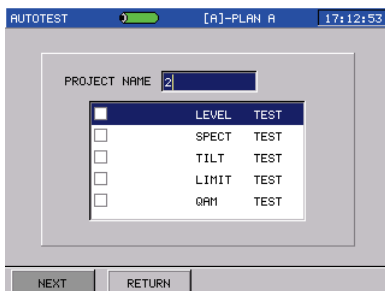 AUTOTEST [A]-PLAN A 17:12:53
PROJECT NAME 2
LEVEL TEST
SPECT TEST
TILT TEST
LIMIT TEST
QAM TEST
NEXT RETURN